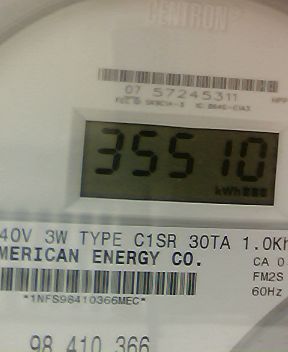 CENTRON®
07 57245311
35510
kWh
40V 3W TYPE C1SR 30TA 1.0Kh
MERICAN ENERGY CO.
CA 0
FM2S
60Hz
*1NFS98410366MEC*
98 410 366